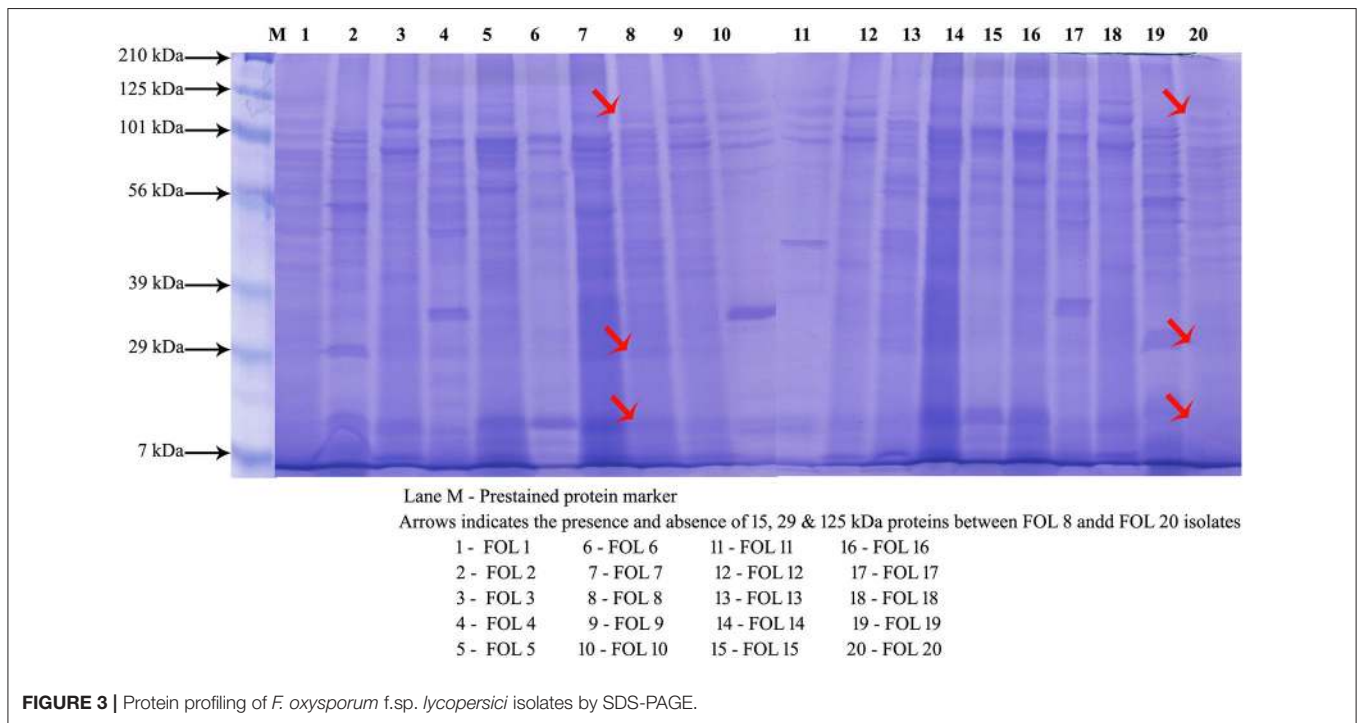 M 1 2 3 4 5 6 7 8 9 10 11 12 13 14 15 16 17 18 19 20
210 kDa
125 kDa
101 kDa
56 kDa
39 kDa
29 kDa
7 kDa
Lane M - Prestained protein marker
Arrows indicates the presence and absence of 15, 29 & 125 kDa proteins between FOL 8 andd FOL 20 isolates
1 - FOL 1 6 - FOL 6 11 - FOL 11 16 - FOL 16
2 - FOL 2 7 - FOL 7 12 - FOL 12 17 - FOL 17
3 - FOL 3 8 - FOL 8 13 - FOL 13 18 - FOL 18
4 - FOL 4 9 - FOL 9 14 - FOL 14 19 - FOL 19
5 - FOL 5 10 - FOL 10 15 - FOL 15 20 - FOL 20
FIGURE 3 | Protein profiling of F. oxysporum f.sp. lycopersici isolates by SDS-PAGE.